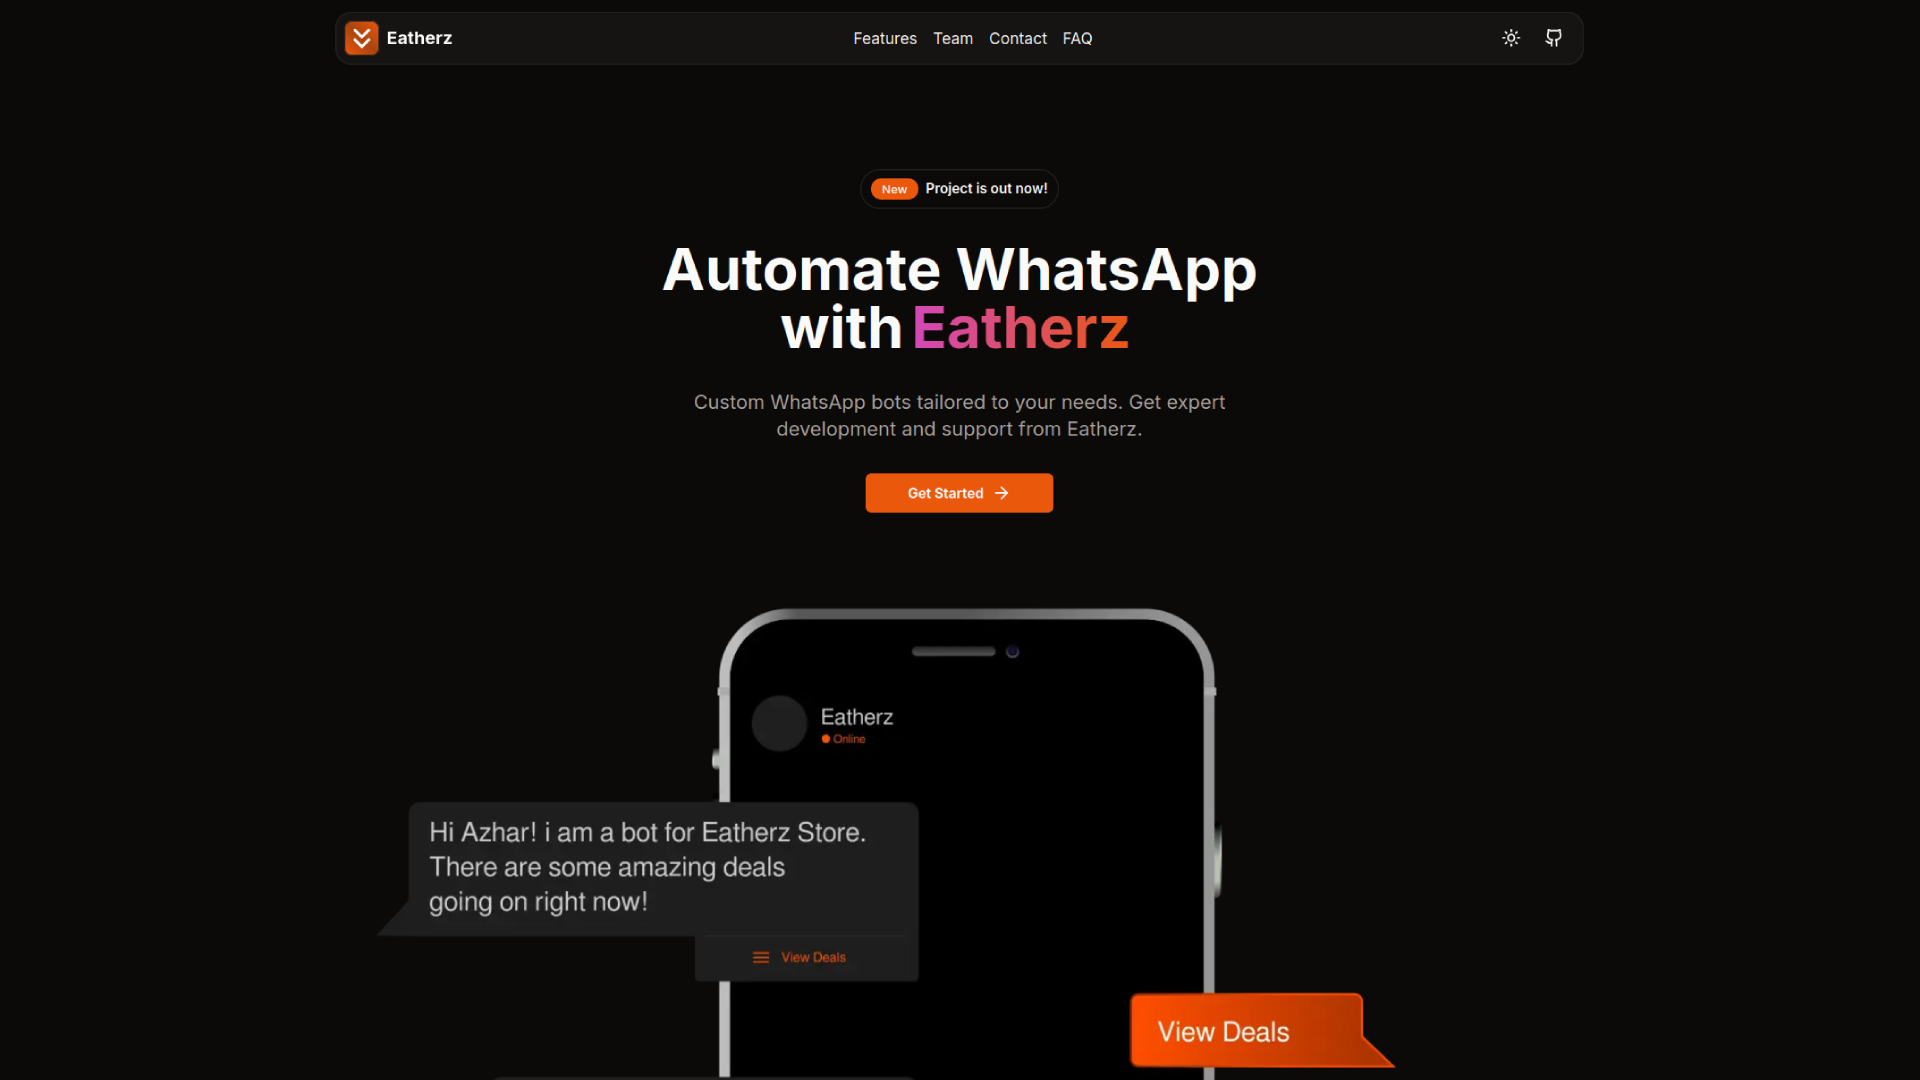 Eatherz
Features Team Contact FAQ
New Project is out now!
Automate WhatsApp
with Eatherz
Custom WhatsApp bots tailored to your needs. Get expert
development and support from Eatherz.
Get Started
Eatherz
Online
Hi Azhar! i am a bot for Eatherz Store.
There are some amazing deals
going on right now!
View Deals
View Deals